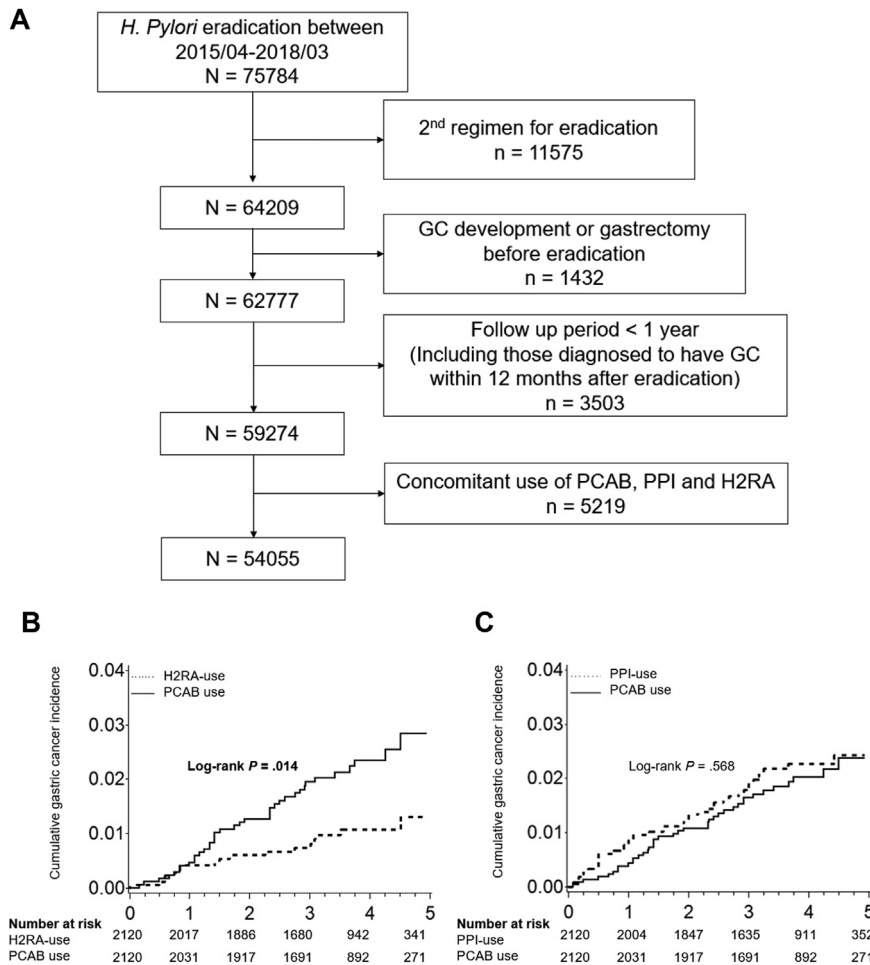 A
H. Pylori eradication between
2015/04-2018/03
N = 75784
2nd regimen for eradication
n = 11575
N = 64209
GC development or gastrectomy
before eradication
n = 1432
N = 62777
Follow up period < 1 year
(Including those diagnosed to have GC
within 12 months after eradication)
n = 3503
N = 59274
Concomitant use of PCAB, PPI and H2RA
n = 5219
N = 54055
B
Cumulative gastric cancer incidence
0.04
0.03
0.02
0.01
0.00
H2RA-use
PCAB use
Log-rank P = .014
0 1 2 3 4 5
Number at risk
H2RA-use 2120 2017 1886 1680 942 341
PCAB use 2120 2031 1917 1691 892 271
C
Cumulative gastric cancer incidence
0.04
0.03
0.02
0.01
0.00
PPI-use
PCAB use
Log-rank P = .568
0 1 2 3 4 5
Number at risk
PPI-use 2120 2004 1847 1635 911 352
PCAB use 2120 2031 1917 1691 892 271